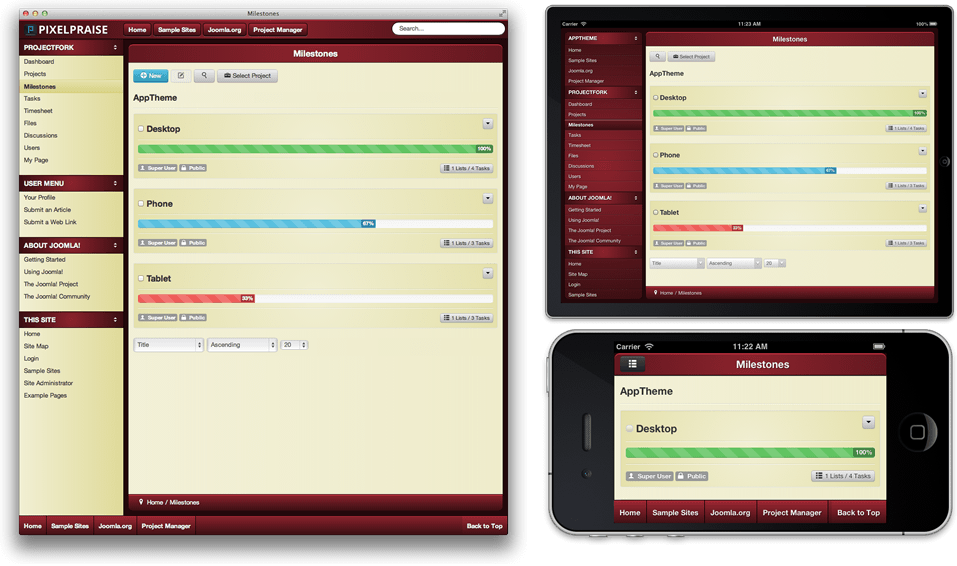 Milestones
PIXELPRAISE
Home Sample Sites Joomla.org Project Manager
Search...
PROJECTFORK
Dashboard
Projects
Milestones
Tasks
Timesheet
Files
Discussions
Users
My Page
USER MENU
Your Profile
Submit an Article
Submit a Web Link
ABOUT JOOMLA!
Getting Started
Using Joomla!
The Joomla! Project
The Joomla! Community
THIS SITE
Home
Site Map
Login
Sample Sites
Site Administrator
Example Pages
Milestones
New Select Project
AppTheme
Desktop
100%
Super User Public 1 Lists / 4 Tasks
Phone
67%
Super User Public 1 Lists / 3 Tasks
Tablet
33%
Super User Public 1 Lists / 3 Tasks
Title Ascending 20
Home / Milestones
Home Sample Sites Joomla.org Project Manager Back to Top
Carrier 11:23 AM 100%
APPTHEME
Home
Sample Sites
Joomla.org
Project Manager
PROJECTFORK
Dashboard
Projects
Milestones
Tasks
Timesheet
Files
Discussions
Users
My Page
ABOUT JOOMLA!
Getting Started
Using Joomla!
The Joomla! Project
The Joomla! Community
THIS SITE
Home
Site Map
Login
Sample Sites
Milestones
Select Project
AppTheme
Desktop
100%
Super User Public 1 Lists / 4 Tasks
Phone
67%
Super User Public 1 Lists / 3 Tasks
Tablet
33%
Super User Public 1 Lists / 3 Tasks
Title Ascending 20
Home / Milestones
Carrier 11:22 AM
Milestones
AppTheme
Desktop
100%
Super User Public 1 Lists / 4 Tasks
Home Sample Sites Joomla.org Project Manager Back to Top